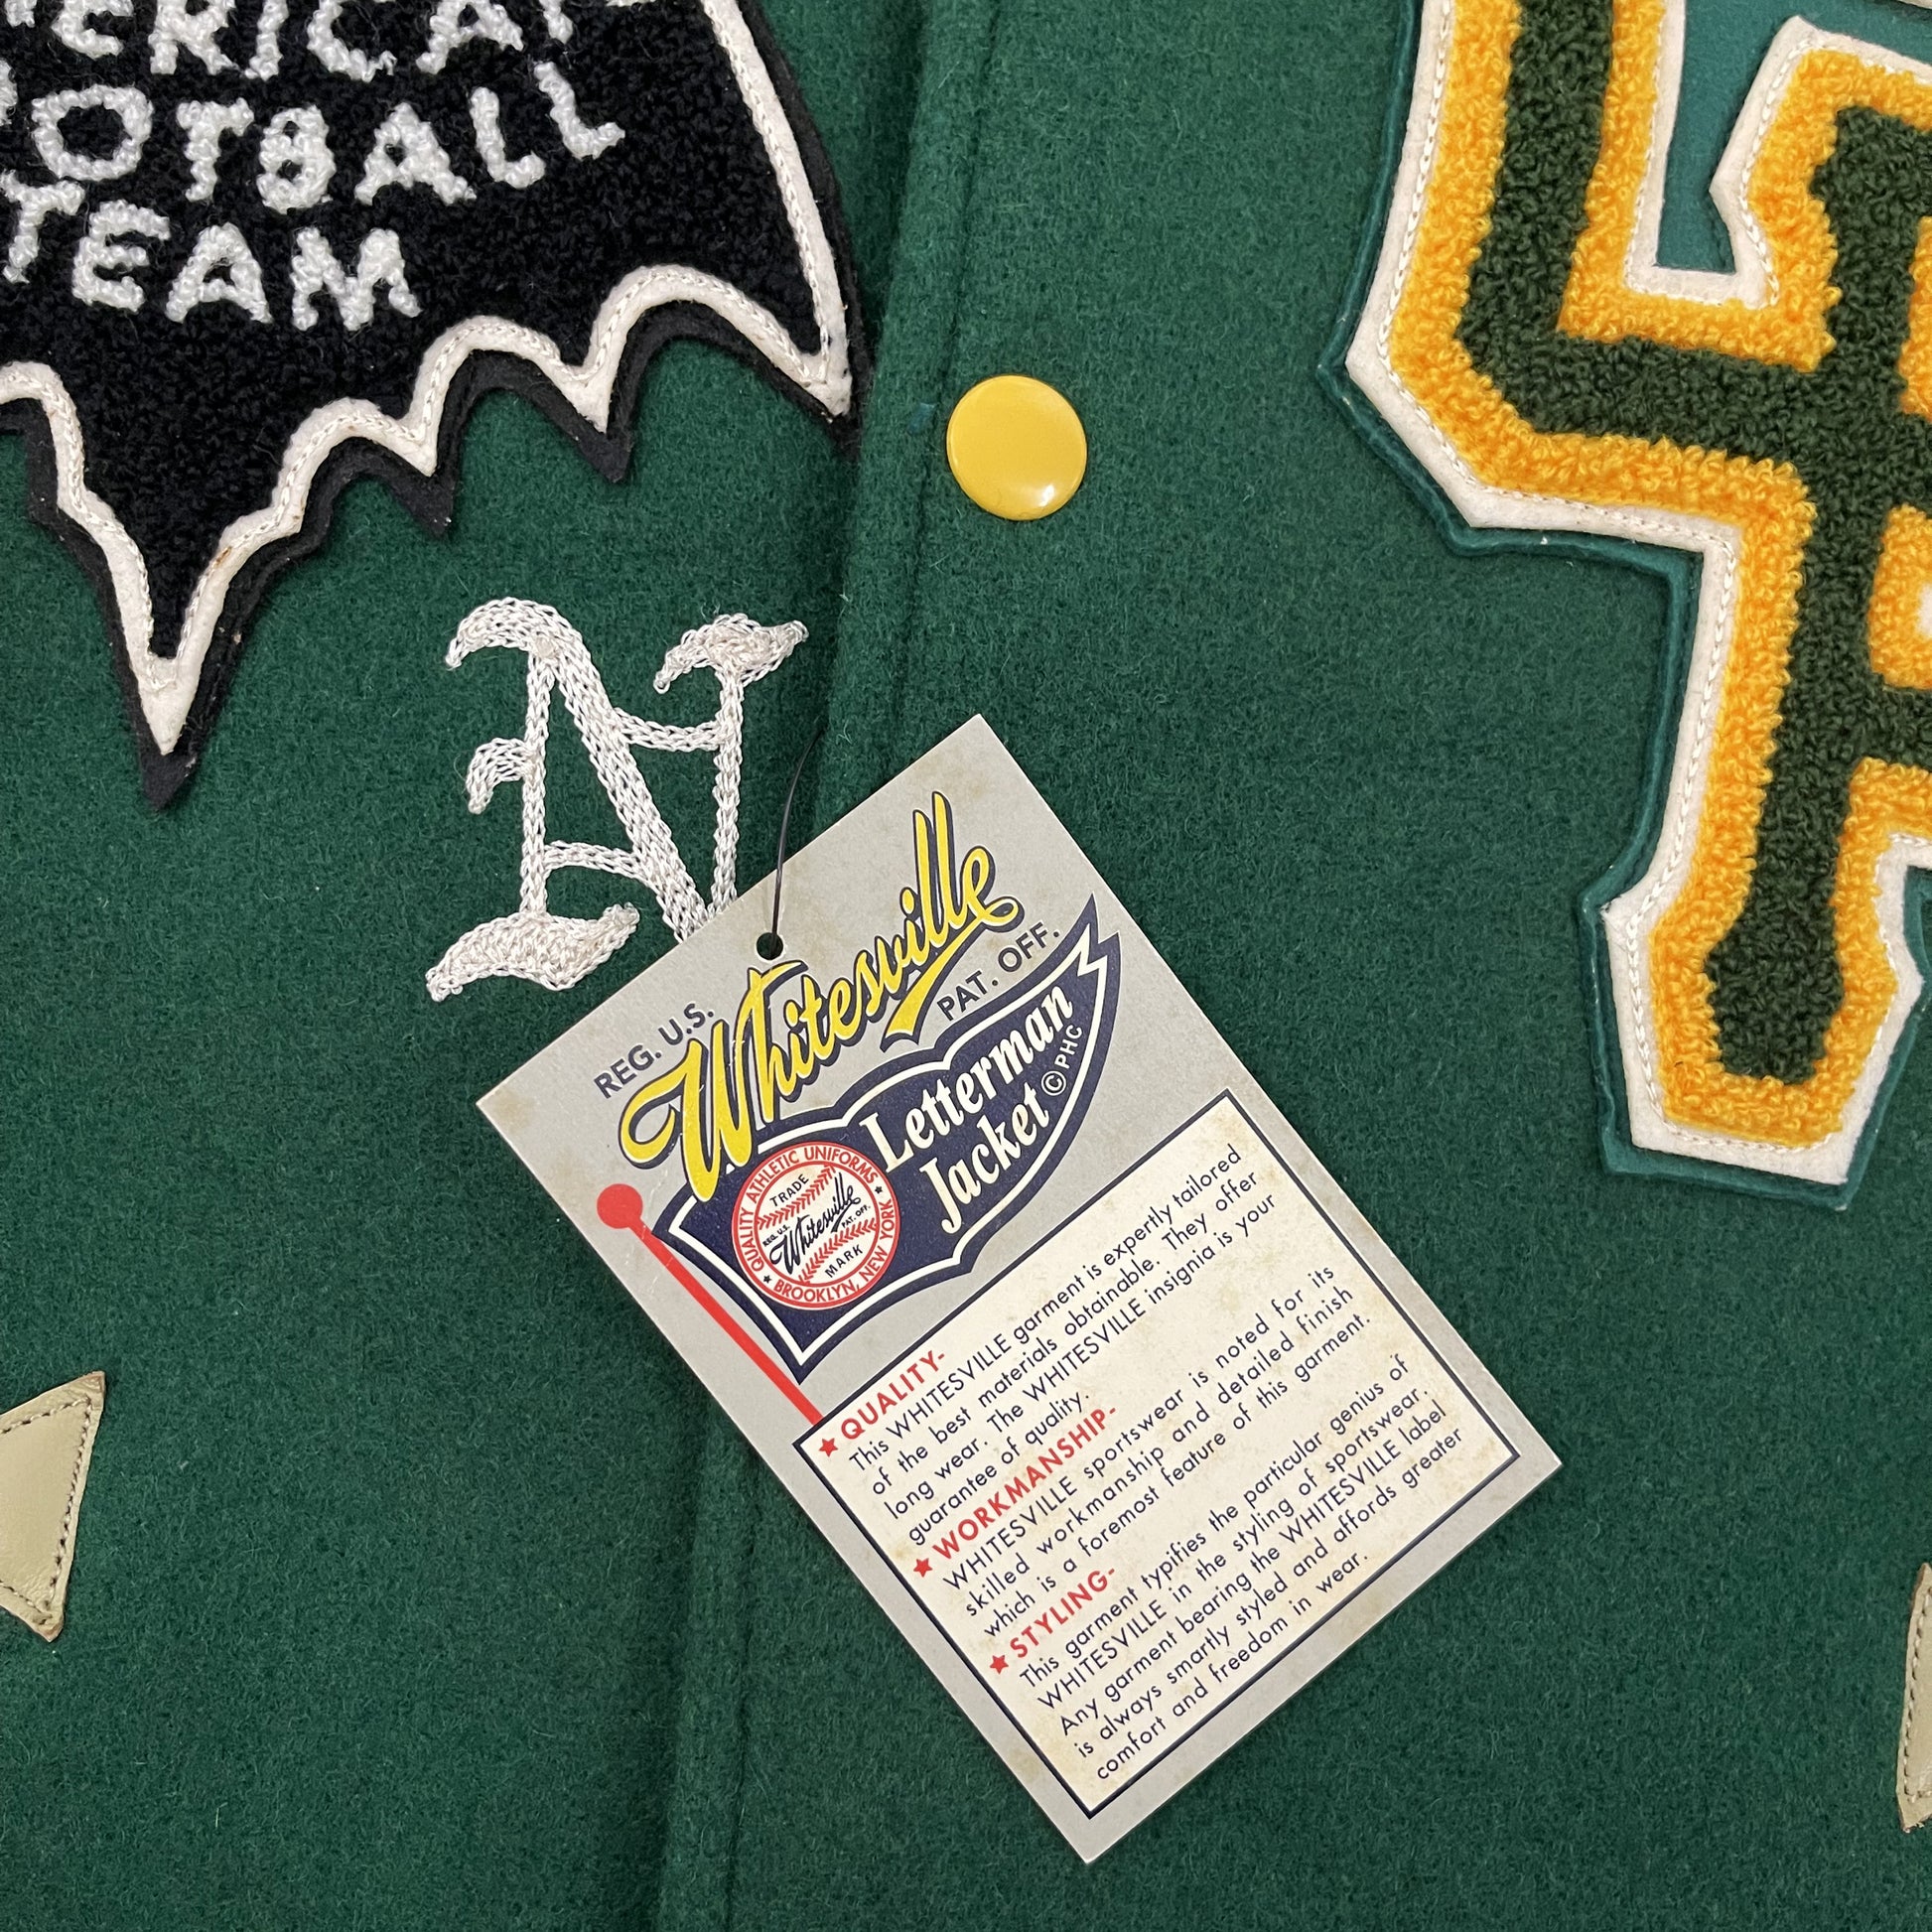 OTBALL
TEAM
N
REG. U.S.
Whitesville
PAT. OFF.
Letterman
Jacket © PHC
QUALITY ATHLETIC UNIFORMS
TRADE
REG. U.S.
Whitesville
PAT. OFF.
MARK
★ BROOKLYN, NEW YORK ★
★ QUALITY-
This WHITESVILLE garment is expertly tailored
of the best materials obtainable. They offer
long wear. The WHITESVILLE insignia is your
guarantee of quality.
★ WORKMANSHIP-
WHITESVILLE sportswear is noted for its
skilled workmanship and detailed finish
which is a foremost feature of this garment.
★ STYLING-
This garment typifies the particular genius of
WHITESVILLE in the styling of sportswear.
Any garment bearing the WHITESVILLE label
is always smartly styled and affords greater
comfort and freedom in wear.